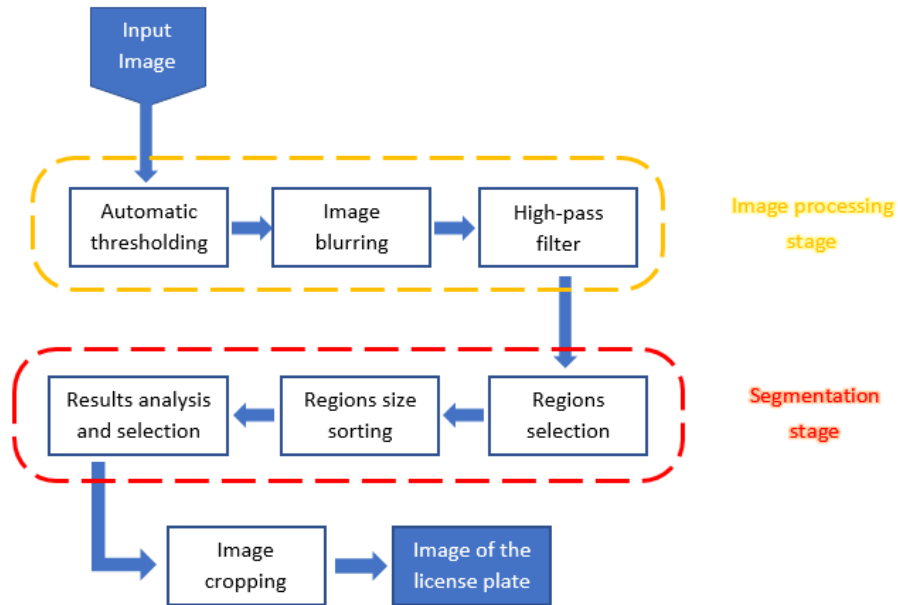 Input
Image
Automatic
thresholding
Image
blurring
High-pass
filter
Image processing
stage
Results analysis
and selection
Regions size
sorting
Regions
selection
Segmentation
stage
Image
cropping
Image of the
license plate